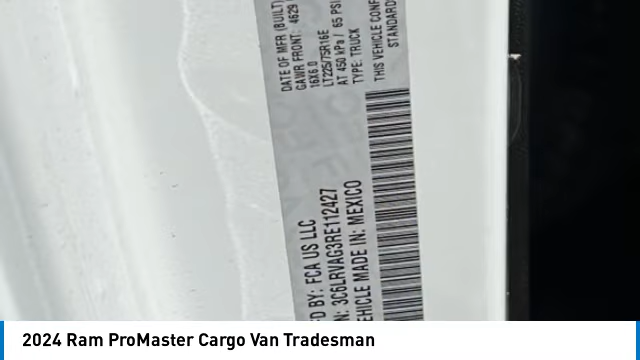 DATE OF MFR (BUILT)
GAWR FRONT: 4629
16X6.0
LT225/75R16E
AT 450 kPa / 65 PSI
TYPE: TRUCK
THIS VEHICLE CONF
STANDARD
D BY: FCA US LLC
N: 3C6LRVAG3RE112427
EHICLE MADE IN: MEXICO
2024 Ram ProMaster Cargo Van Tradesman